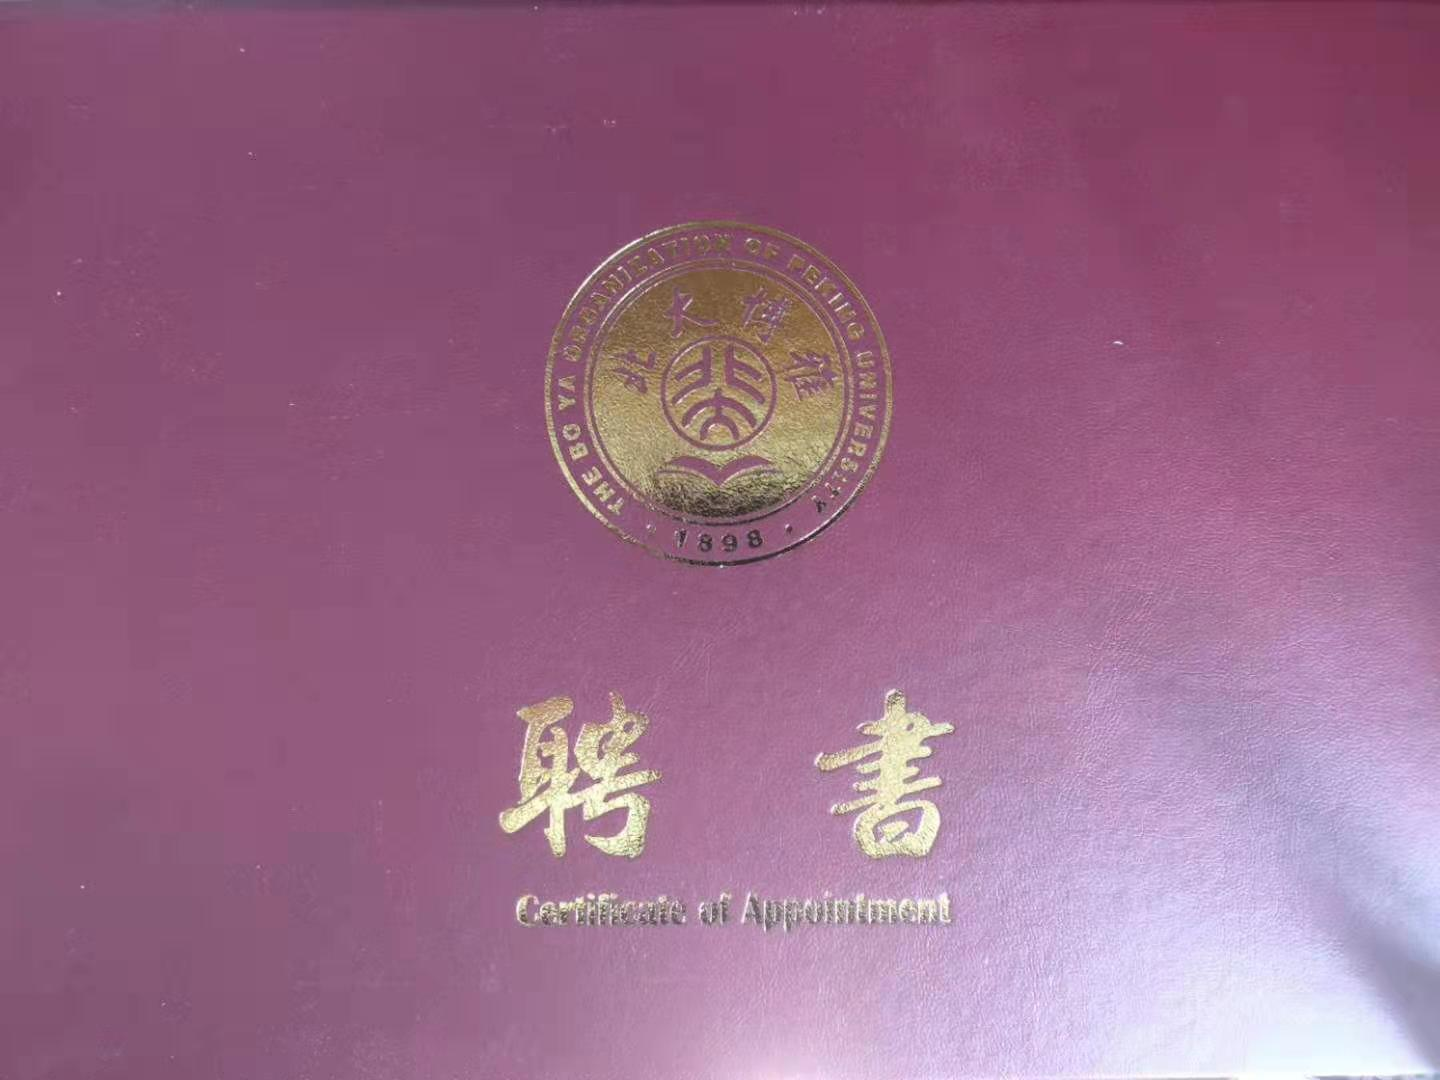 THE BO YA ORGANIZATION OF PEKING UNIVERSITY
北大博雅
· 1898 ·
聘書
Certificate of Appointment